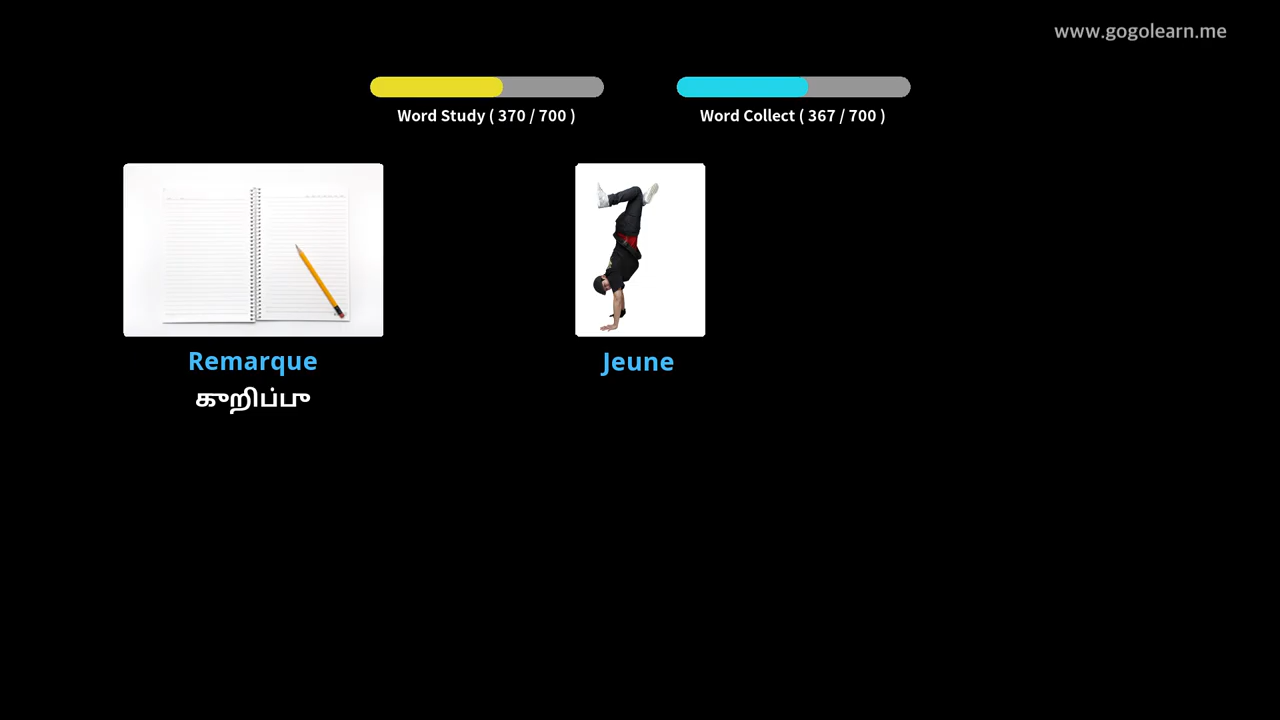 www.gogolearn.me
Word Study ( 370 / 700 )
Word Collect ( 367 / 700 )
Remarque
குறிப்பு
Jeune